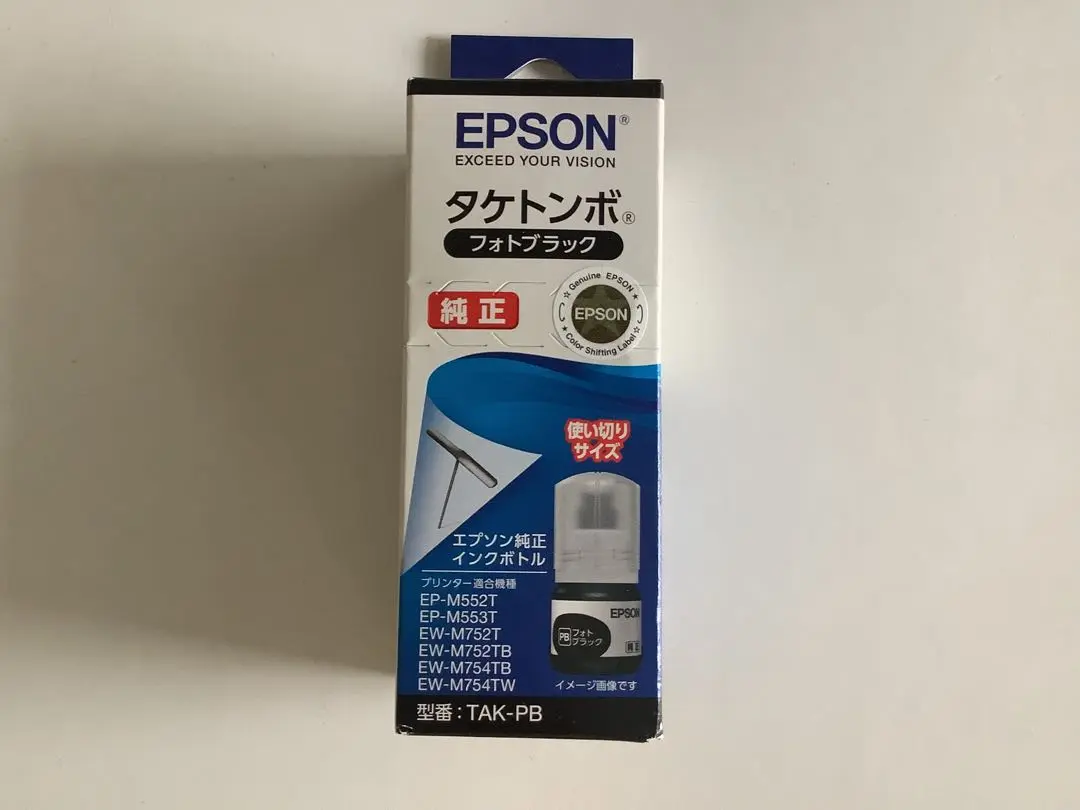 EPSON®
EXCEED YOUR VISION
タケトンボ®
フォトブラック
純正
Genuine EPSON
EPSON
Color Shifting Label
使い切り
サイズ
エプソン純正
インクボトル
プリンター適合機種
EP-M552T
EP-M553T
EW-M752T
EW-M752TB
EW-M754TB
EW-M754TW
EPSON
PB フォト
ブラック
純正
イメージ画像です
型番：TAK-PB